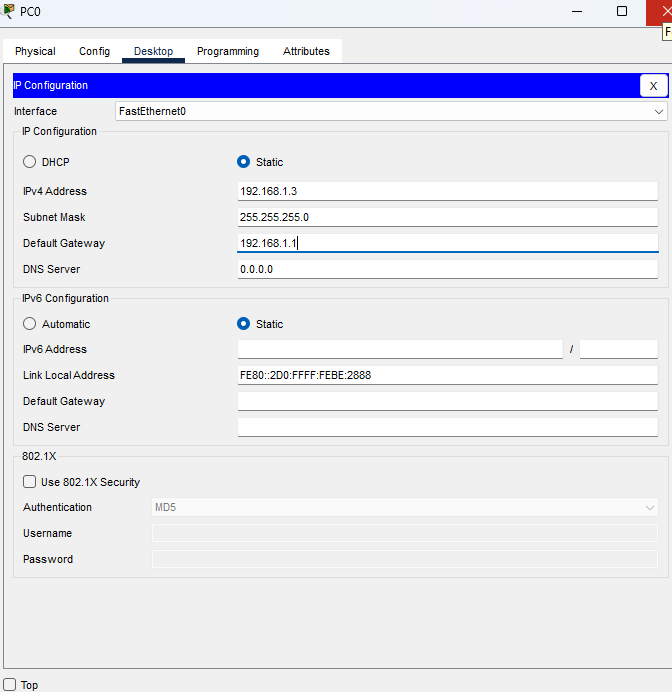 PC0
F
Physical Config Desktop Programming Attributes
IP Configuration X
Interface FastEthernet0
IP Configuration
DHCP Static
IPv4 Address 192.168.1.3
Subnet Mask 255.255.255.0
Default Gateway 192.168.1.1
DNS Server 0.0.0.0
IPv6 Configuration
Automatic Static
IPv6 Address /
Link Local Address FE80::2D0:FFFF:FEBE:2888
Default Gateway
DNS Server
802.1X
Use 802.1X Security
Authentication MD5
Username
Password
Top